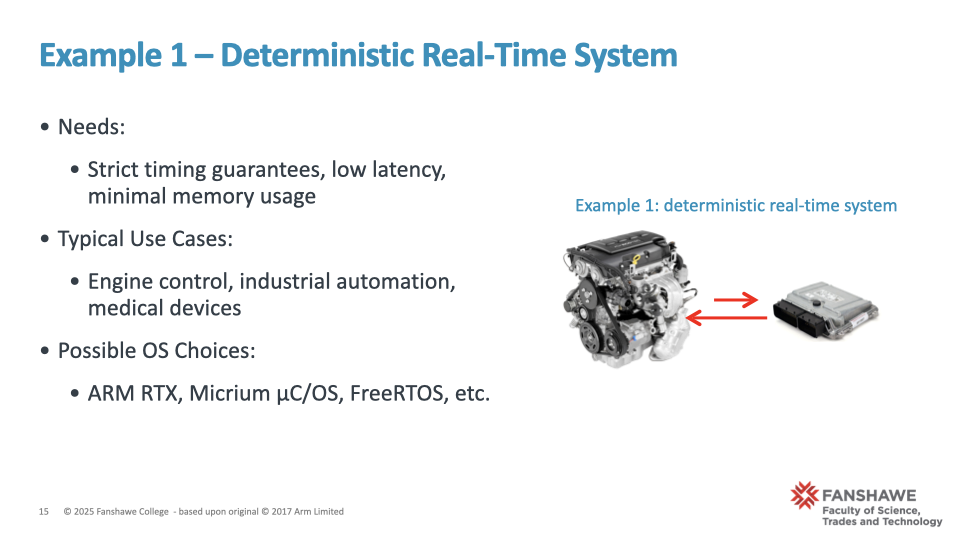 Example 1 – Deterministic Real-Time System
• Needs:
• Strict timing guarantees, low latency,
minimal memory usage
• Typical Use Cases:
• Engine control, industrial automation,
medical devices
• Possible OS Choices:
• ARM RTX, Micrium µC/OS, FreeRTOS, etc.
Example 1: deterministic real-time system
15 © 2025 Fanshawe College - based upon original © 2017 Arm Limited
FANSHAWE
Faculty of Science,
Trades and Technology